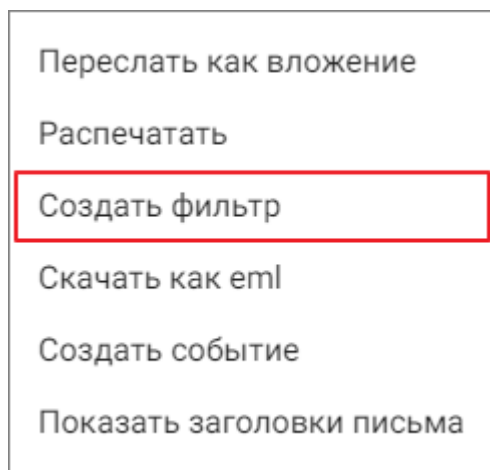 Переслать как вложение
Распечатать
Создать фильтр
Скачать как eml
Создать событие
Показать заголовки письма